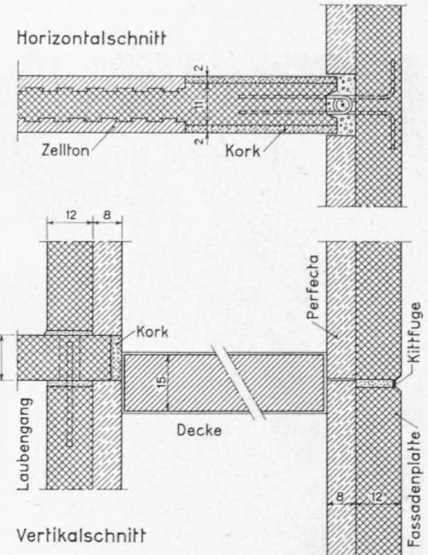 Horizontalschnitt
2
11
2
Zellton
Kork
12
8
Kork
Perfecta
Kittfuge
15
Laubengang
Decke
Fassadenplatte
8
12
Vertikalschnitt